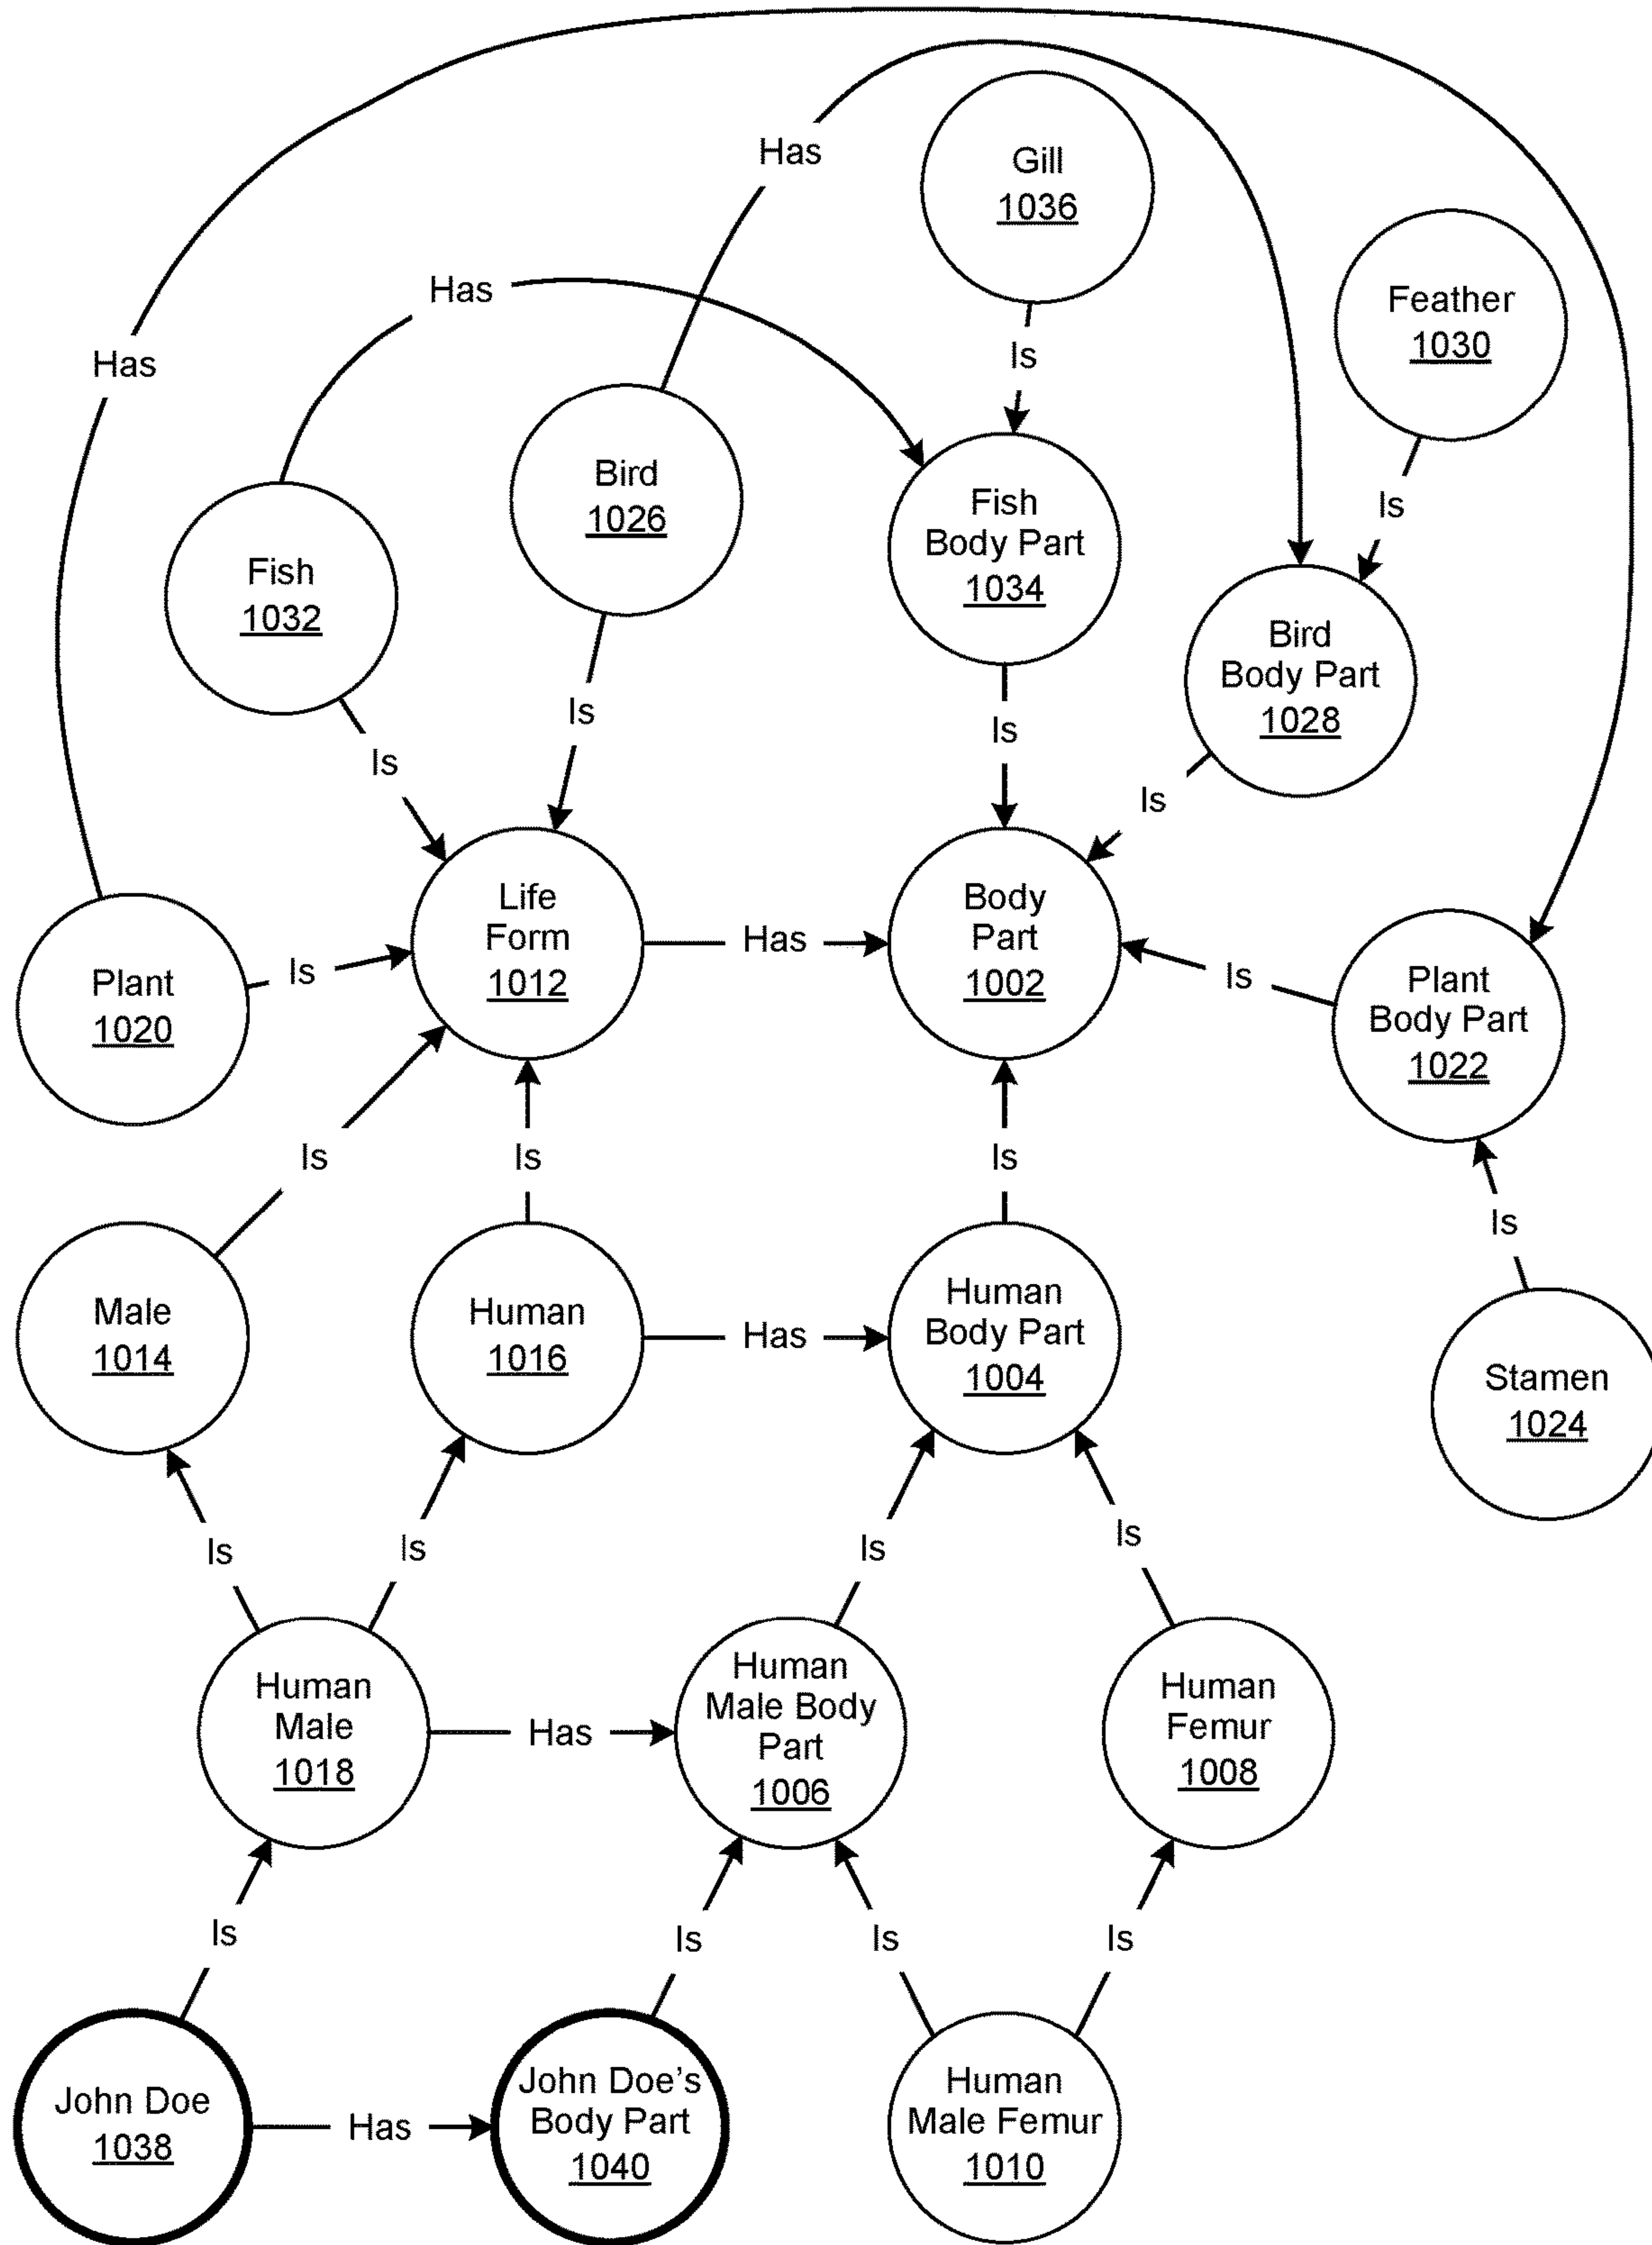 Has
Gill
1036
Has
Feather
1030
Is
Has
Bird
1026
Fish
Body Part
1034
Is
Fish
1032
Bird
Body Part
1028
Is
Is
Is
Is
Life
Form
1012
Has
Body
Part
1002
Plant
1020
Is
Is
Plant
Body Part
1022
Is
Is
Is
Is
Male
1014
Human
1016
Has
Human
Body Part
1004
Stamen
1024
Is
Is
Is
Is
Human
Male
1018
Has
Human
Male Body
Part
1006
Human
Femur
1008
Is
Is
Is
Is
John Doe
1038
Has
John Doe's
Body Part
1040
Human
Male Femur
1010